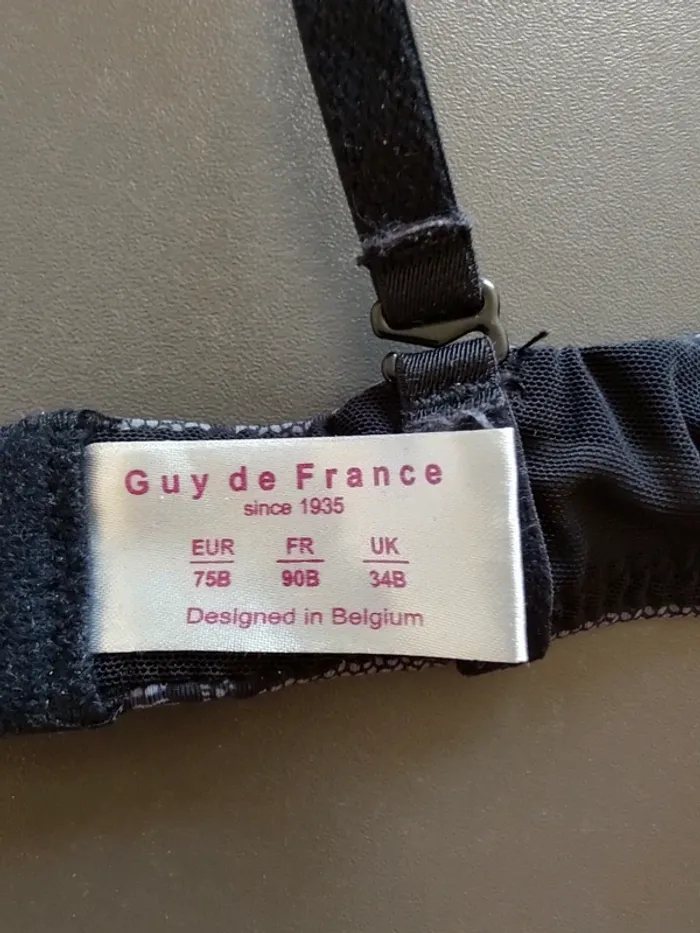 Guy de France
since 1935
EUR FR UK
75B 90B 34B
Designed in Belgium